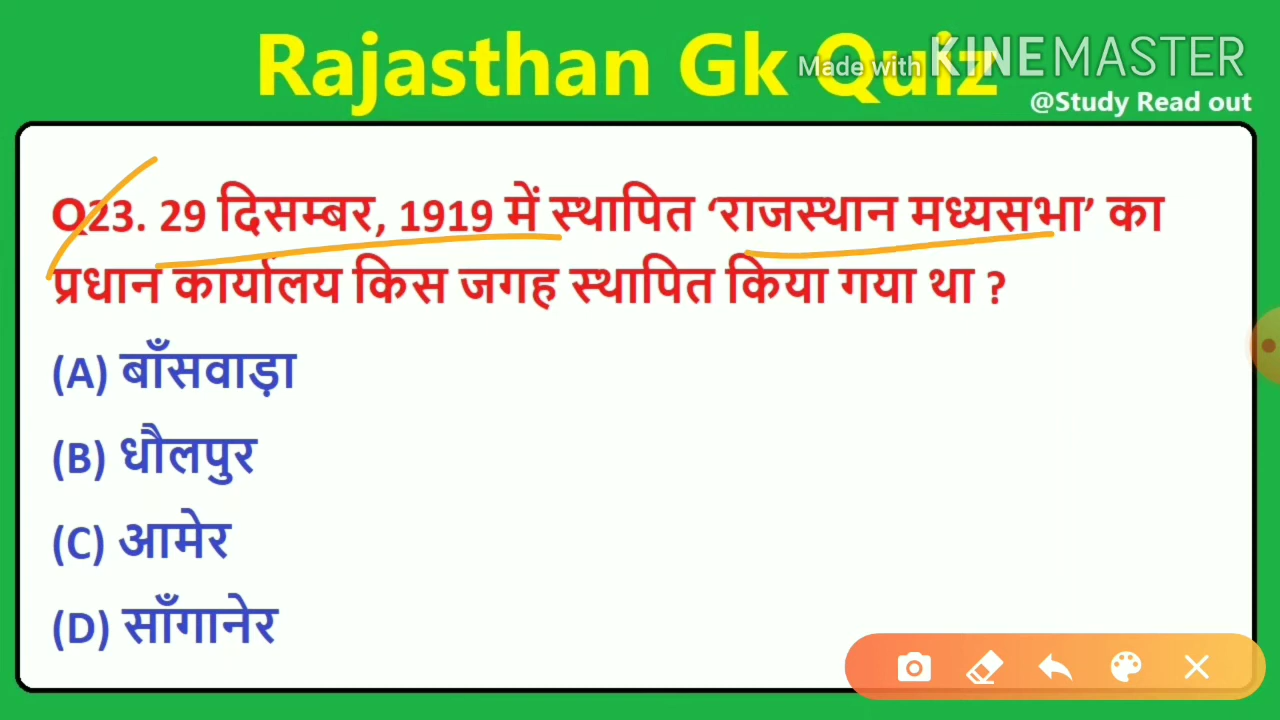 Rajasthan Gk Quiz
Made with KINEMASTER
@Study Read out
Q23. 29 दिसम्बर, 1919 में स्थापित ‘राजस्थान मध्यसभा’ का
प्रधान कार्यालय किस जगह स्थापित किया गया था ?
(A) बाँसवाड़ा
(B) धौलपुर
(C) आमेर
(D) साँगानेर